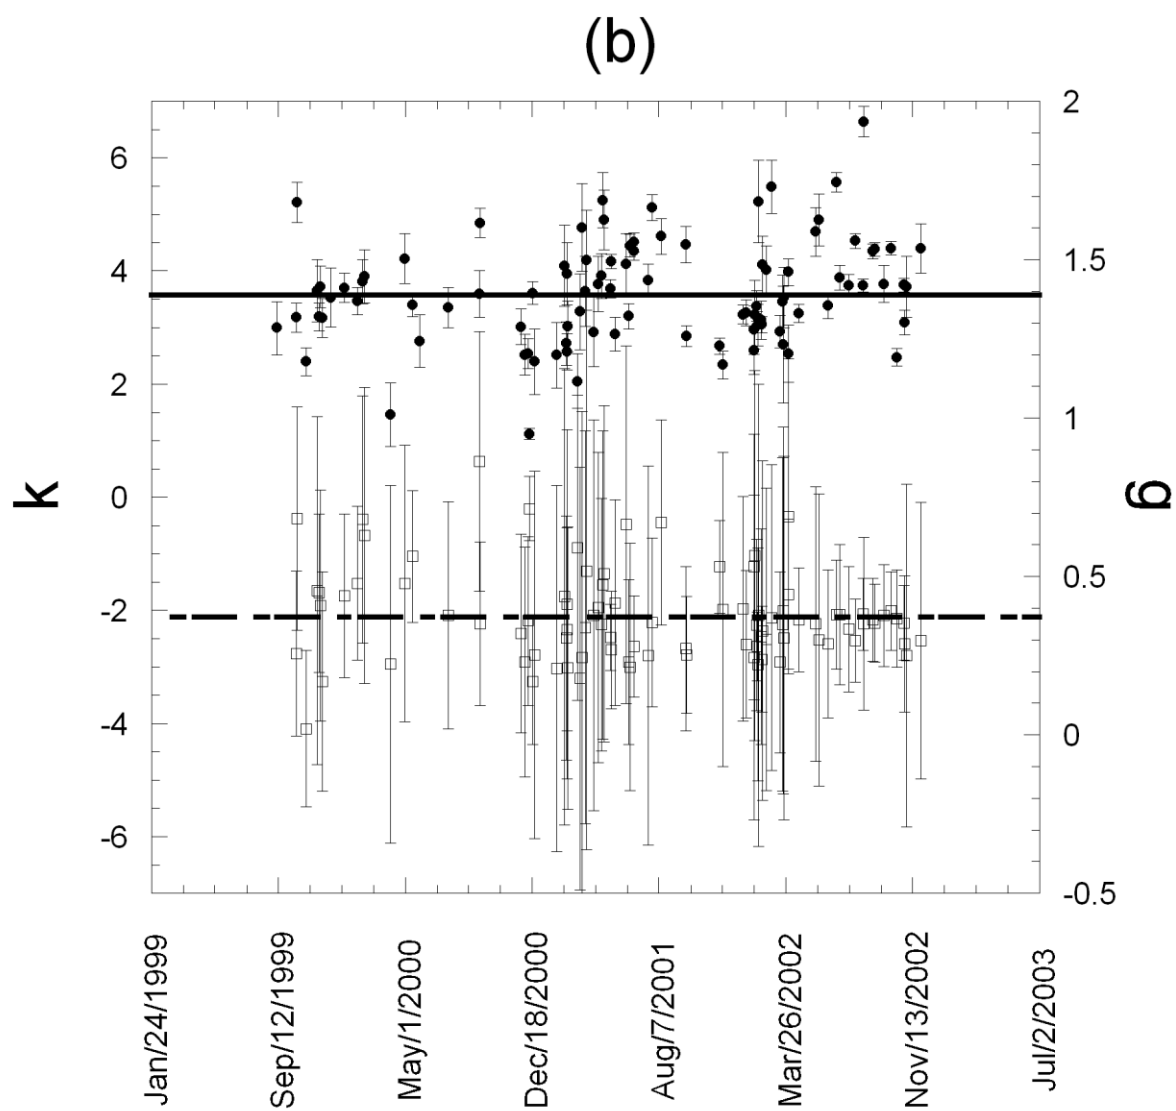 (b)
k
6
4
2
0
-2
-4
-6
2
1.5
1
0.5
0
-0.5
g
Jan/24/1999
Sep/12/1999
May/1/2000
Dec/18/2000
Aug/7/2001
Mar/26/2002
Nov/13/2002
Jul/2/2003